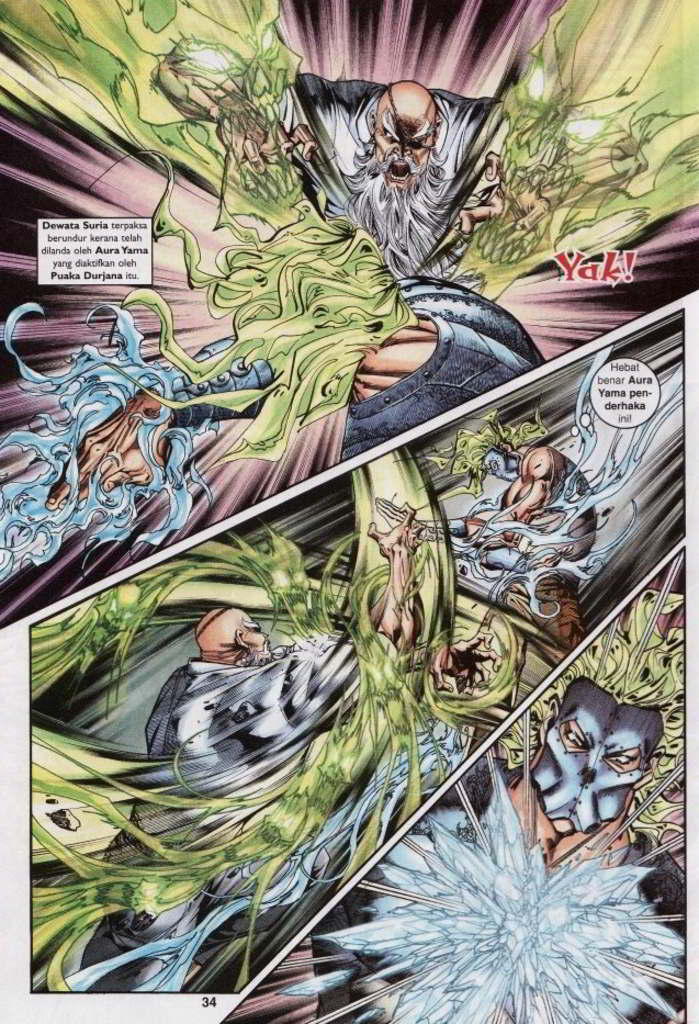 Dewata Suria terpaksa
berundur kerana telah
dilanda oleh Aura Yama
yang diaktifkan oleh
Puaka Durjana itu.
Yak!
Hebat
benar Aura
Yama pen-
derhaka
ini!
34